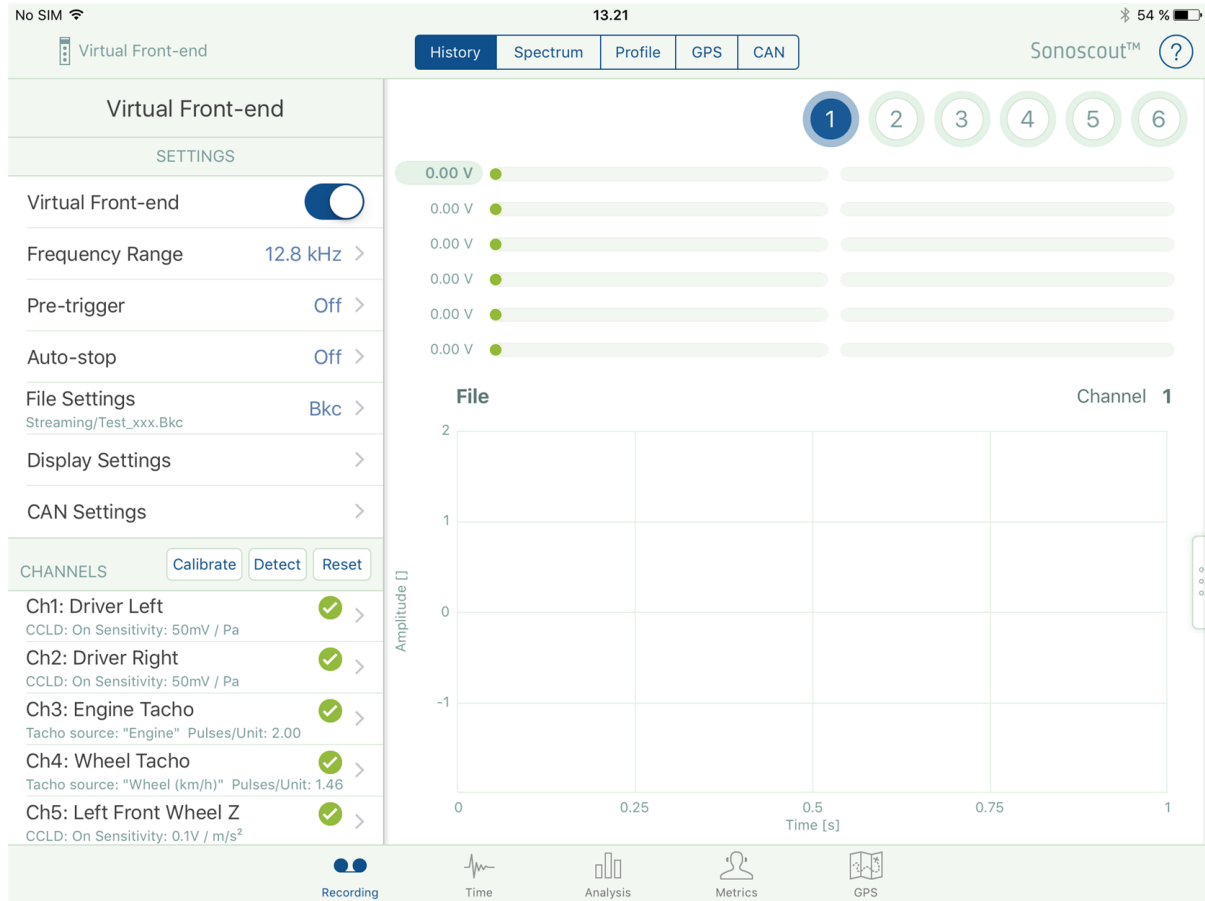 No SIM 13.21 54 %
Virtual Front-end History Spectrum Profile GPS CAN Sonoscout™ ?
Virtual Front-end
SETTINGS
Virtual Front-end
Frequency Range 12.8 kHz
Pre-trigger Off
Auto-stop Off
File Settings Bkc
Streaming/Test_xxx.Bkc
Display Settings
CAN Settings
CHANNELS Calibrate Detect Reset
Ch1: Driver Left
CCLD: On Sensitivity: 50mV / Pa
Ch2: Driver Right
CCLD: On Sensitivity: 50mV / Pa
Ch3: Engine Tacho
Tacho source: "Engine" Pulses/Unit: 2.00
Ch4: Wheel Tacho
Tacho source: "Wheel (km/h)" Pulses/Unit: 1.46
Ch5: Left Front Wheel Z
CCLD: On Sensitivity: 0.1V / m/s²
1 2 3 4 5 6
0.00 V
0.00 V
0.00 V
0.00 V
0.00 V
0.00 V
File Channel 1
2
1
0
-1
Amplitude []
0 0.25 0.5 0.75 1
Time [s]
Recording Time Analysis Metrics GPS